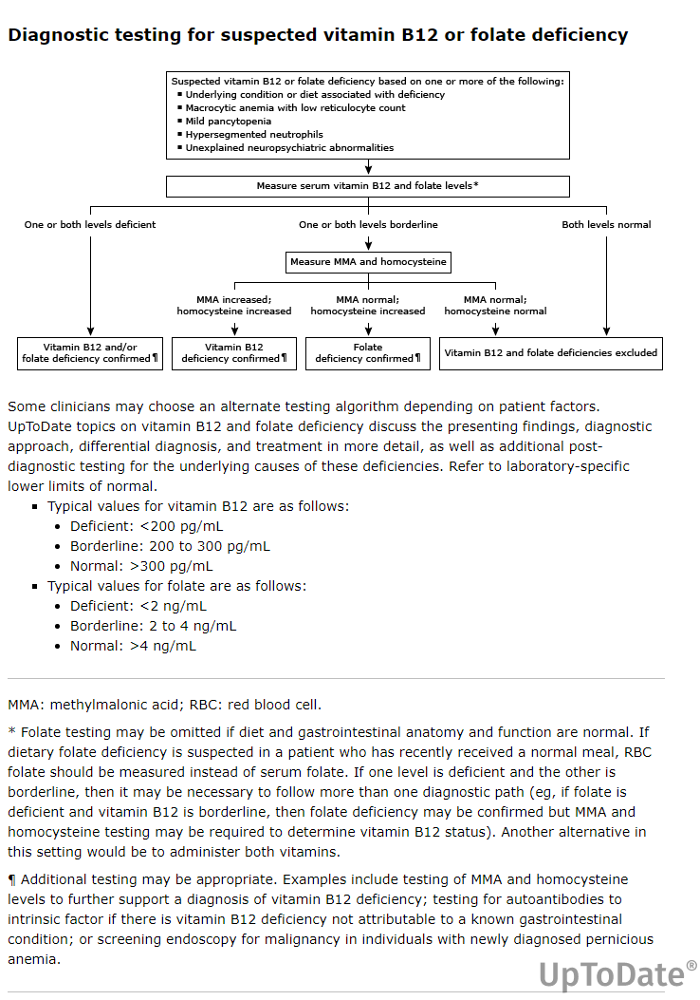 Diagnostic testing for suspected vitamin B12 or folate deficiency
Suspected vitamin B12 or folate deficiency based on one or more of the following:
▪ Underlying condition or diet associated with deficiency
▪ Macrocytic anemia with low reticulocyte count
▪ Mild pancytopenia
▪ Hypersegmented neutrophils
▪ Unexplained neuropsychiatric abnormalities
Measure serum vitamin B12 and folate levels*
One or both levels deficient
One or both levels borderline
Both levels normal
Measure MMA and homocysteine
MMA increased;
homocysteine increased
MMA normal;
homocysteine increased
MMA normal;
homocysteine normal
Vitamin B12 and/or
folate deficiency confirmed¶
Vitamin B12
deficiency confirmed¶
Folate
deficiency confirmed¶
Vitamin B12 and folate deficiencies excluded
Some clinicians may choose an alternate testing algorithm depending on patient factors.
UpToDate topics on vitamin B12 and folate deficiency discuss the presenting findings, diagnostic
approach, differential diagnosis, and treatment in more detail, as well as additional post-
diagnostic testing for the underlying causes of these deficiencies. Refer to laboratory-specific
lower limits of normal.
▪ Typical values for vitamin B12 are as follows:
• Deficient: <200 pg/mL
• Borderline: 200 to 300 pg/mL
• Normal: >300 pg/mL
▪ Typical values for folate are as follows:
• Deficient: <2 ng/mL
• Borderline: 2 to 4 ng/mL
• Normal: >4 ng/mL
MMA: methylmalonic acid; RBC: red blood cell.
* Folate testing may be omitted if diet and gastrointestinal anatomy and function are normal. If
dietary folate deficiency is suspected in a patient who has recently received a normal meal, RBC
folate should be measured instead of serum folate. If one level is deficient and the other is
borderline, then it may be necessary to follow more than one diagnostic path (eg, if folate is
deficient and vitamin B12 is borderline, then folate deficiency may be confirmed but MMA and
homocysteine testing may be required to determine vitamin B12 status). Another alternative in
this setting would be to administer both vitamins.
¶ Additional testing may be appropriate. Examples include testing of MMA and homocysteine
levels to further support a diagnosis of vitamin B12 deficiency; testing for autoantibodies to
intrinsic factor if there is vitamin B12 deficiency not attributable to a known gastrointestinal
condition; or screening endoscopy for malignancy in individuals with newly diagnosed pernicious
anemia.
UpToDate®